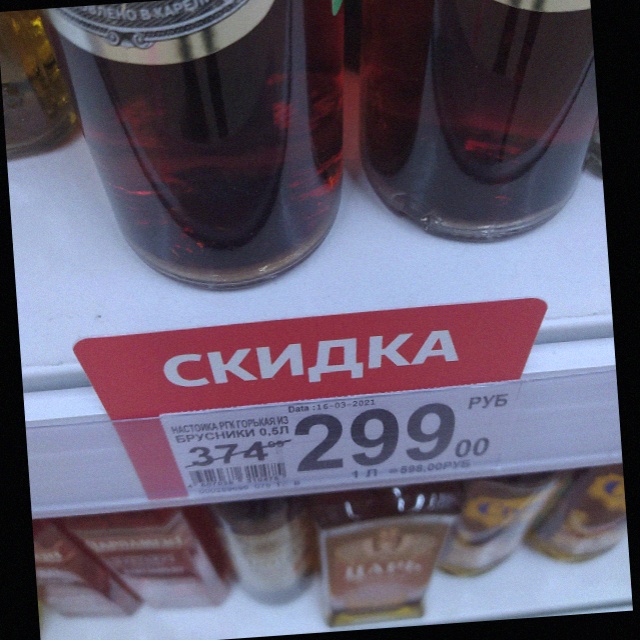 СКИДКА
Data :16-03-2021
НАСТОЙКА РГК ГОРЬКАЯ ИЗ
БРУСНИКИ 0,5Л
374
299 00 РУБ
1 Л =598.00РУБ
ЦАРЬ